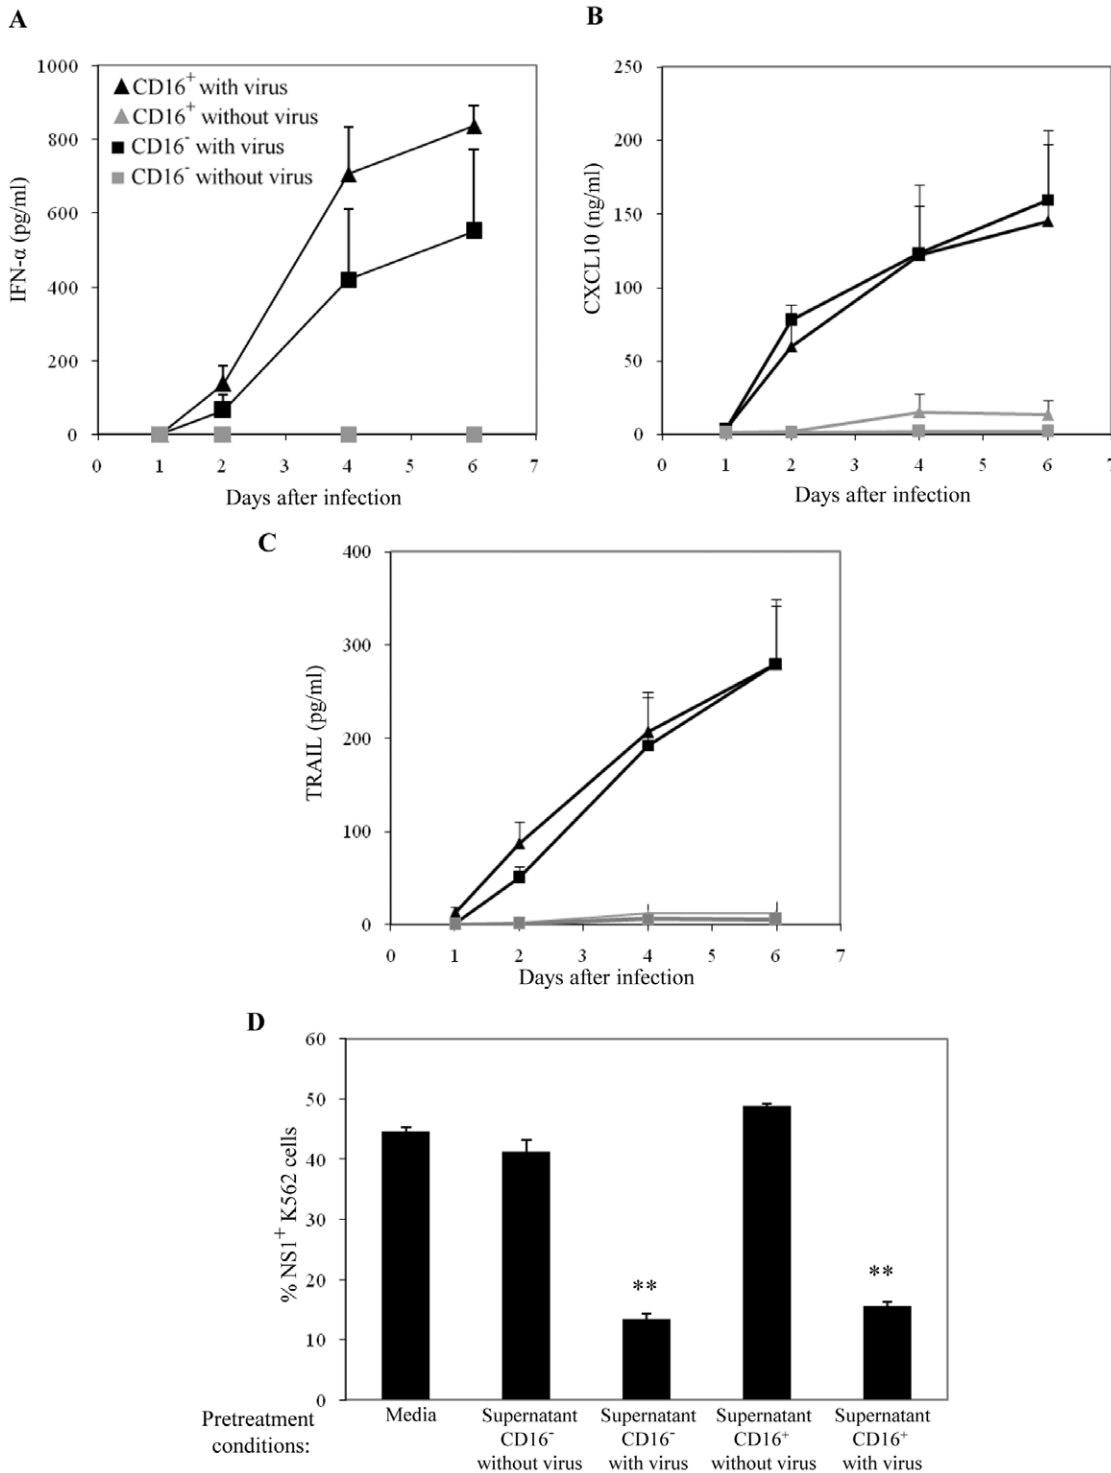 A
1000
800
600
400
200
0
IFN-α (pg/ml)
▲CD16+ with virus
▲CD16+ without virus
■ CD16- with virus
■ CD16- without virus
0 1 2 3 4 5 6 7
Days after infection
B
250
200
150
100
50
0
CXCL10 (ng/ml)
0 1 2 3 4 5 6 7
Days after infection
C
400
300
200
100
0
TRAIL (pg/ml)
0 1 2 3 4 5 6 7
Days after infection
D
60
50
40
30
20
10
0
% NS1+ K562 cells
**
**
Pretreatment
conditions:
Media
Supernatant
CD16-
without virus
Supernatant
CD16-
with virus
Supernatant
CD16+
without virus
Supernatant
CD16+
with virus